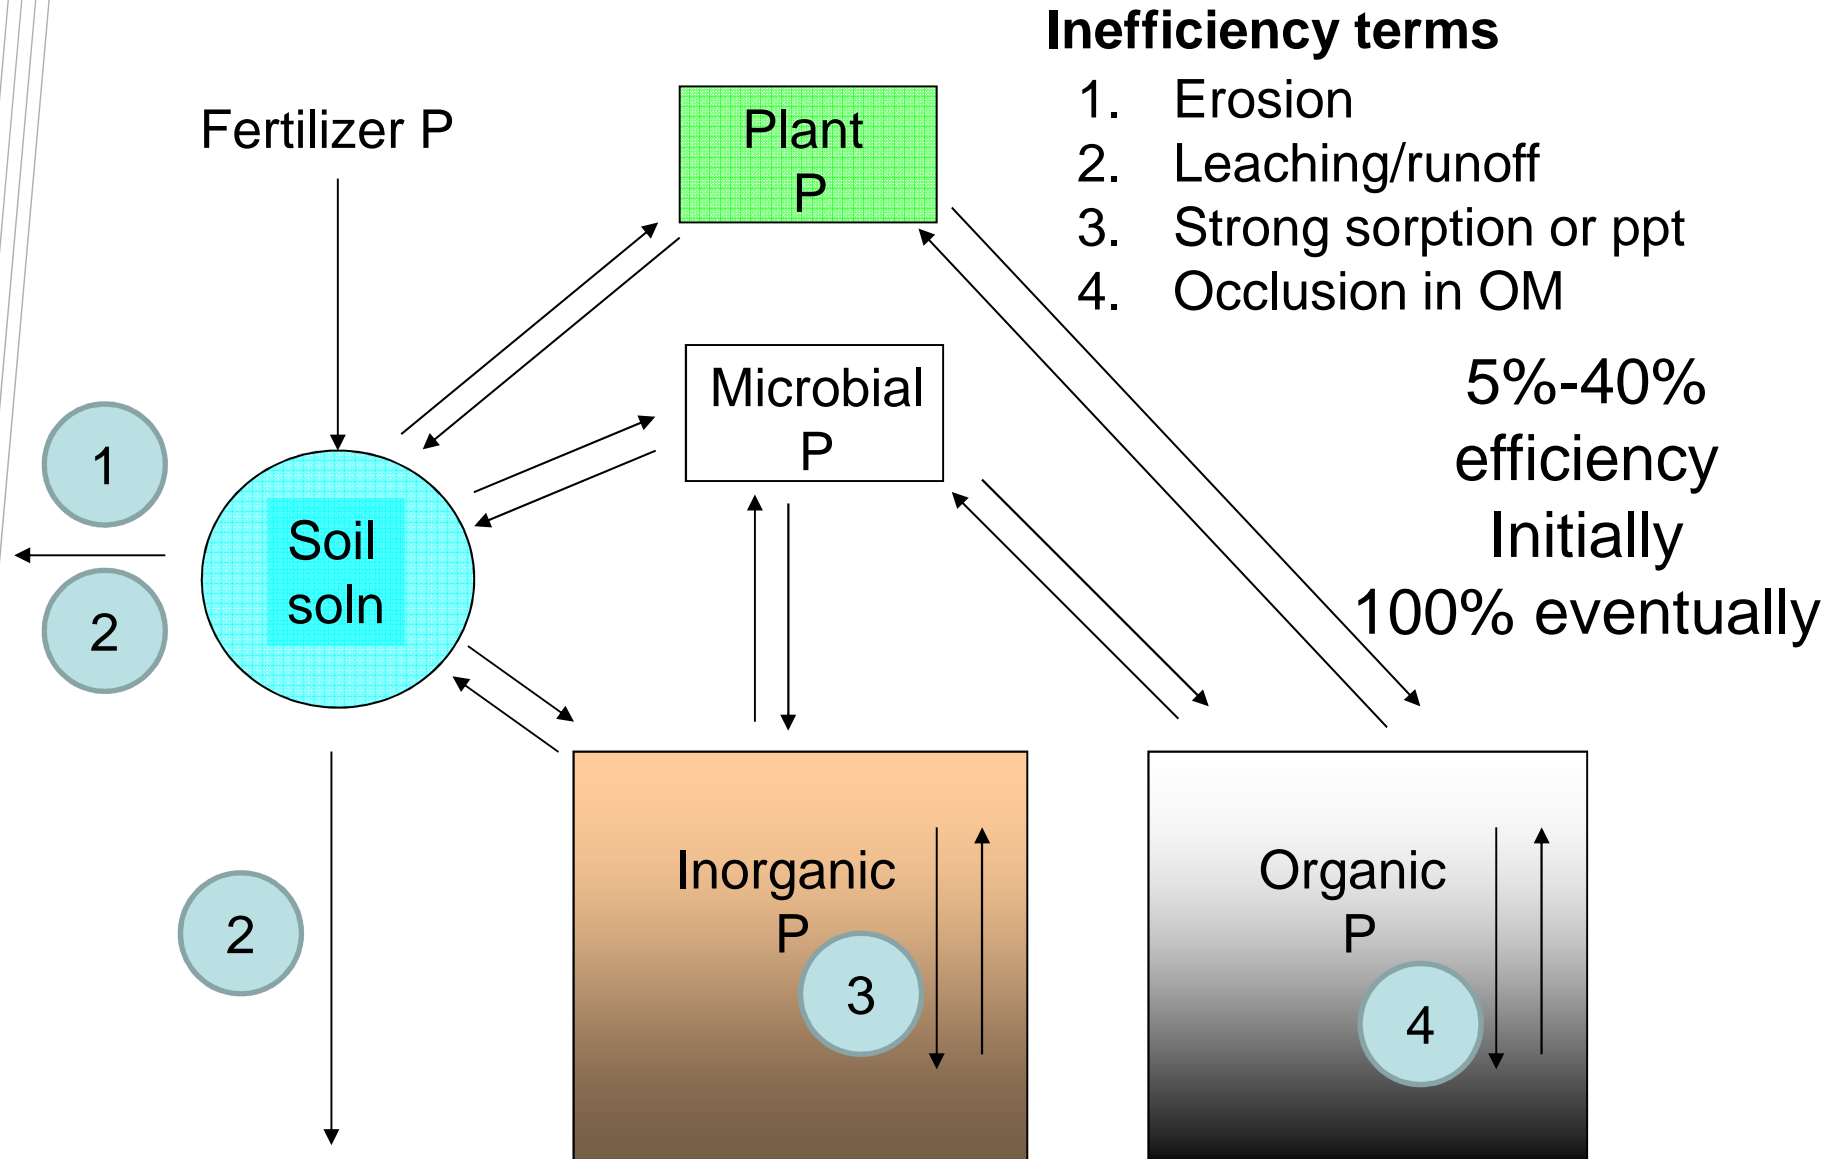 Inefficiency terms
1. Erosion
2. Leaching/runoff
3. Strong sorption or ppt
4. Occlusion in OM
Fertilizer P
Plant
P
Microbial
P
5%-40%
efficiency
Initially
100% eventually
1
Soil
soln
2
2
Inorganic
P
3
Organic
P
4